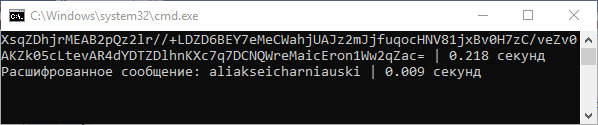 C:\Windows\system32\cmd.exe
XsqZDhjrMEAB2pQz2lr//+LDZD6BEY7eMeCWahjUAJz2mJjfuqocHNV81jxBv0H7zC/veZv0
AKZk05cLtevAR4dYDTZDlhnKXc7q7DCNQWreMaicEron1Ww2qZac= | 0.218 секунд
Расшифрованное сообщение: aliakseicharniauski | 0.009 секунд